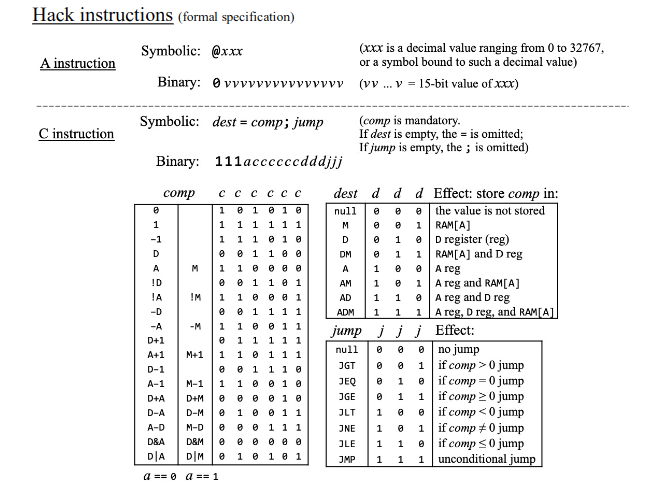 Hack instructions (formal specification)
A instruction
Symbolic: @xxx (xxx is a decimal value ranging from 0 to 32767,
or a symbol bound to such a decimal value)
Binary: 0 vvvvvvvvvvvvvvv (vv ... v = 15-bit value of xxx)
C instruction
Symbolic: dest = comp ; jump (comp is mandatory.
If dest is empty, the = is omitted;
If jump is empty, the ; is omitted)
Binary: 111accccccdddjjj
comp c c c c c c
0 1 0 1 0 1 0
1 1 1 1 1 1 1
-1 1 1 1 0 1 0
D 0 0 1 1 0 0
A M 1 1 0 0 0 0
!D 0 0 1 1 0 1
!A !M 1 1 0 0 0 1
-D 0 0 1 1 1 1
-A -M 1 1 0 0 1 1
D+1 0 1 1 1 1 1
A+1 M+1 1 1 0 1 1 1
D-1 0 0 1 1 1 0
A-1 M-1 1 1 0 0 1 0
D+A D+M 0 0 0 0 1 0
D-A D-M 0 1 0 0 1 1
A-D M-D 0 0 0 1 1 1
D&A D&M 0 0 0 0 0 0
D|A D|M 0 1 0 1 0 1
a == 0 a == 1
dest d d d Effect: store comp in:
null 0 0 0 the value is not stored
M 0 0 1 RAM[A]
D 0 1 0 D register (reg)
DM 0 1 1 RAM[A] and D reg
A 1 0 0 A reg
AM 1 0 1 A reg and RAM[A]
AD 1 1 0 A reg and D reg
ADM 1 1 1 A reg, D reg, and RAM[A]
jump j j j Effect:
null 0 0 0 no jump
JGT 0 0 1 if comp > 0 jump
JEQ 0 1 0 if comp = 0 jump
JGE 0 1 1 if comp ≥ 0 jump
JLT 1 0 0 if comp < 0 jump
JNE 1 0 1 if comp ≠ 0 jump
JLE 1 1 0 if comp ≤ 0 jump
JMP 1 1 1 unconditional jump